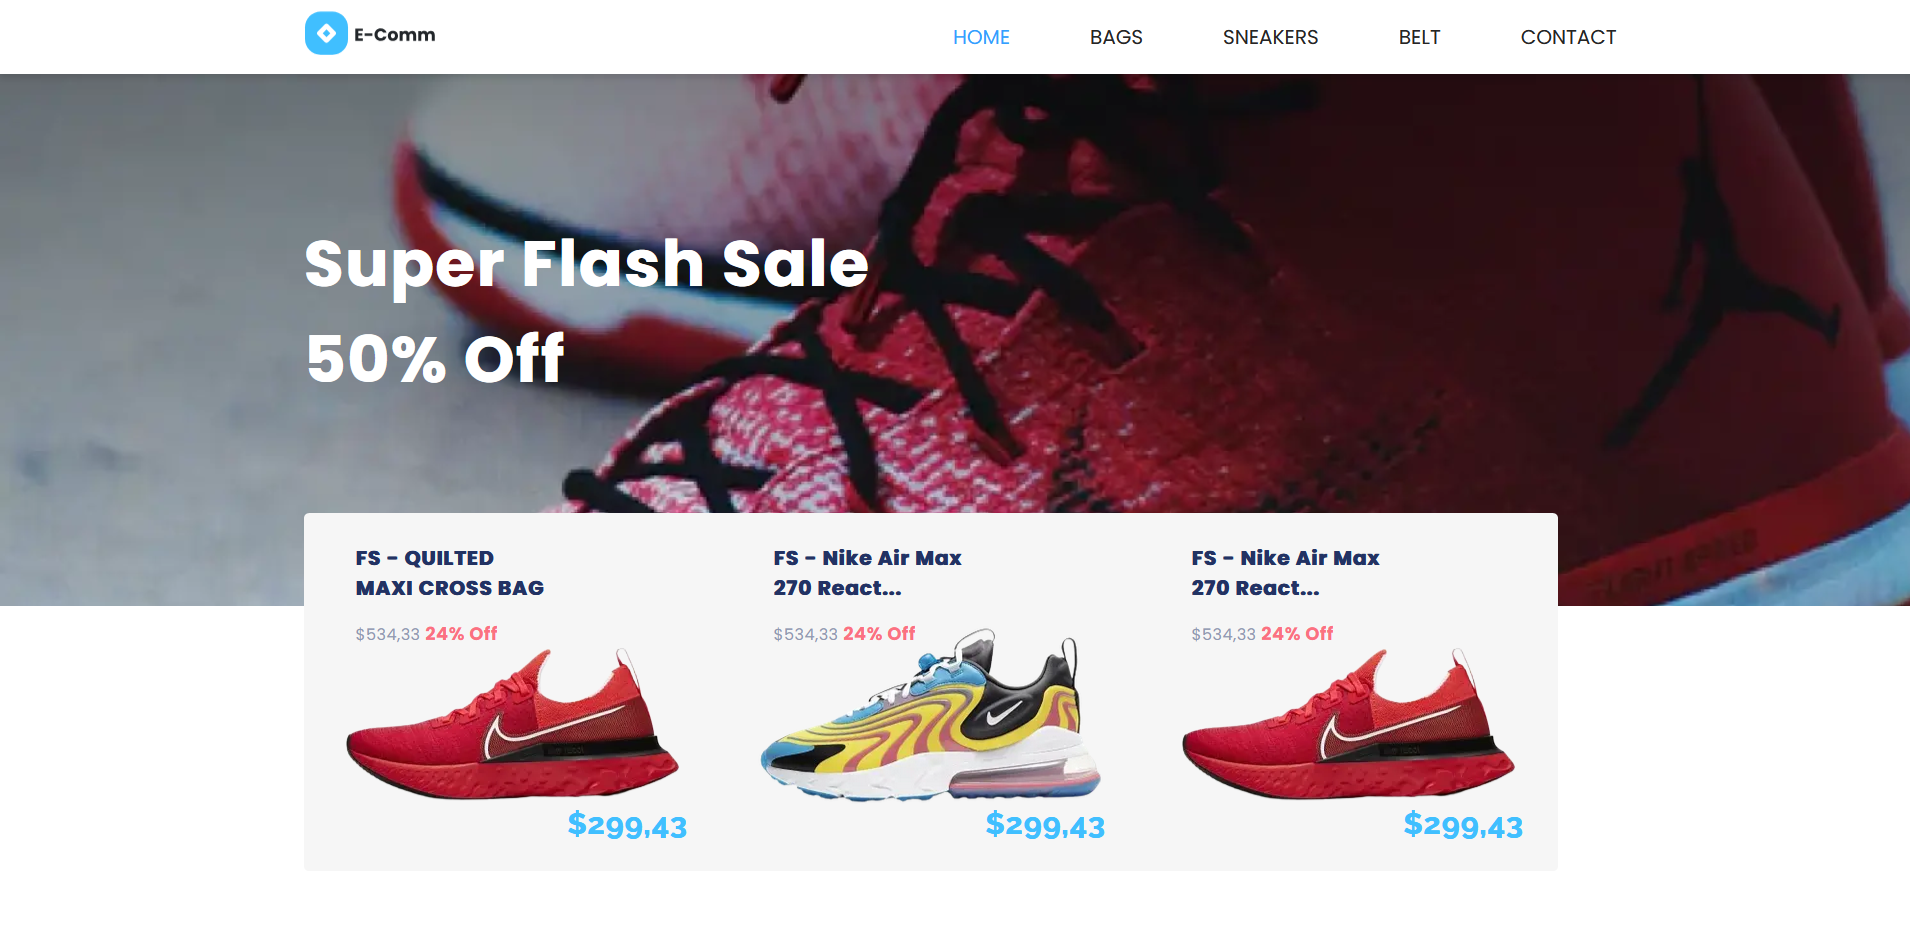 E-Comm
HOME BAGS SNEAKERS BELT CONTACT
Super Flash Sale
50% Off
FS - QUILTED
MAXI CROSS BAG
$534,33 24% Off
$299,43
FS - Nike Air Max
270 React...
$534,33 24% Off
$299,43
FS - Nike Air Max
270 React...
$534,33 24% Off
$299,43